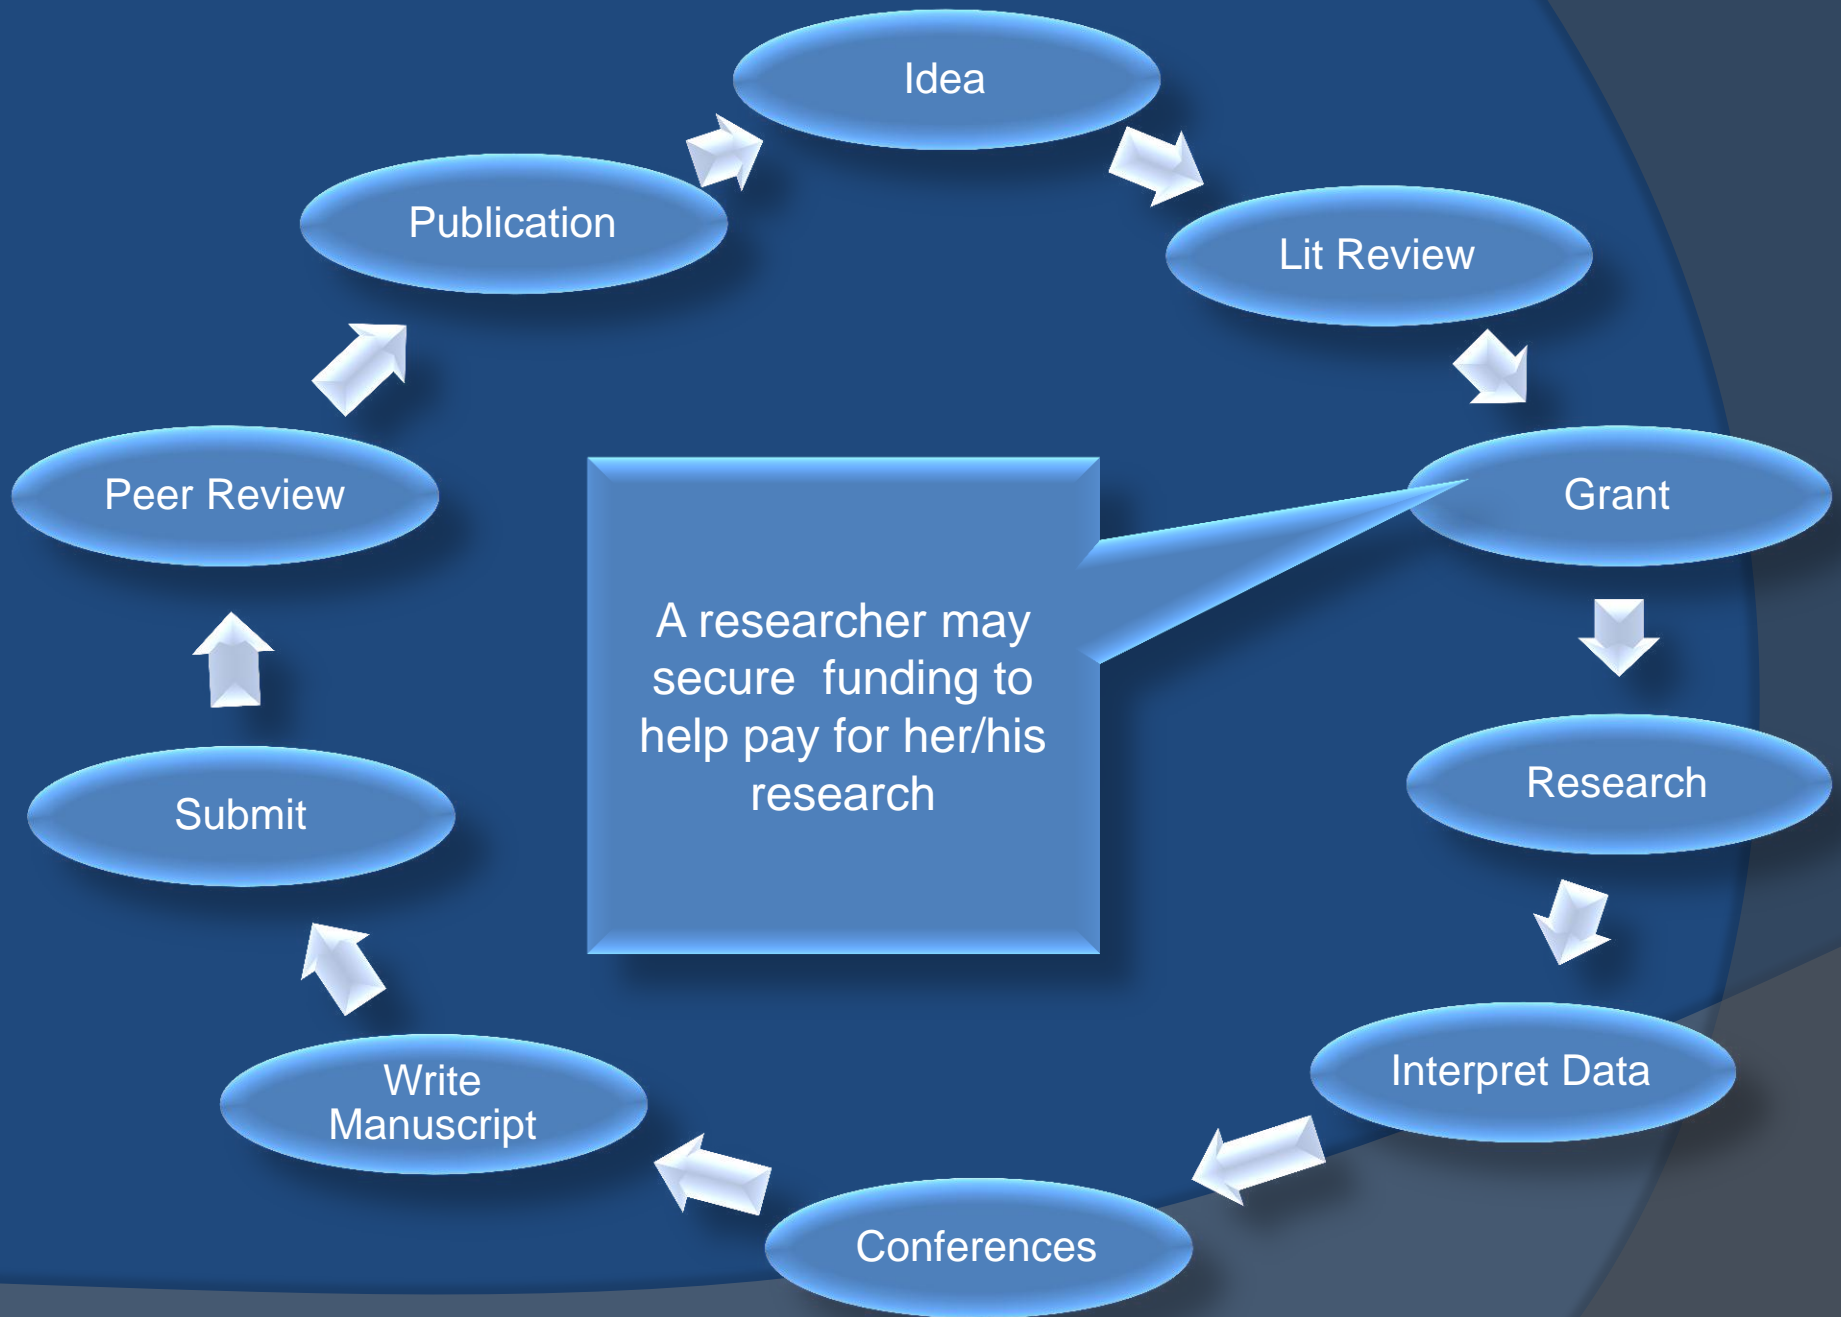 Idea
Lit Review
Grant
Research
Interpret Data
Conferences
Write
Manuscript
Submit
Peer Review
Publication
A researcher may
secure  funding to
help pay for her/his
research